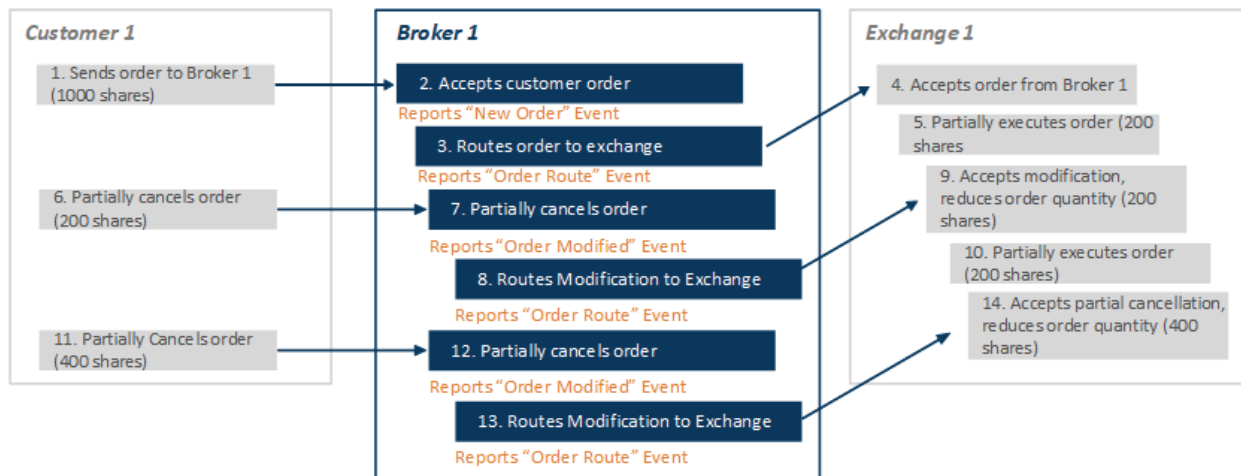 Customer 1
1. Sends order to Broker 1
(1000 shares)
6. Partially cancels order
(200 shares)
11. Partially Cancels order
(400 shares)
Broker 1
2. Accepts customer order
Reports “New Order” Event
3. Routes order to exchange
Reports “Order Route” Event
7. Partially cancels order
Reports “Order Modified” Event
8. Routes Modification to Exchange
Reports “Order Route” Event
12. Partially cancels order
Reports “Order Modified” Event
13. Routes Modification to Exchange
Reports “Order Route” Event
Exchange 1
4. Accepts order from Broker 1
5. Partially executes order (200
shares
9. Accepts modification,
reduces order quantity (200
shares)
10. Partially executes order
(200 shares)
14. Accepts partial cancellation,
reduces order quantity (400
shares)